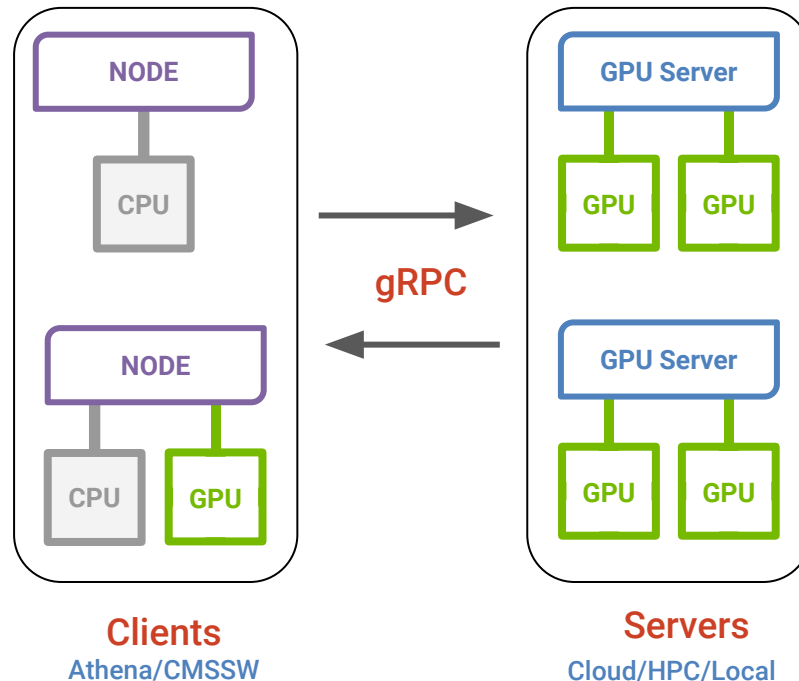 NODE
CPU
NODE
CPU GPU
Clients
Athena/CMSSW
gRPC
GPU Server
GPU GPU
GPU Server
GPU GPU
Servers
Cloud/HPC/Local